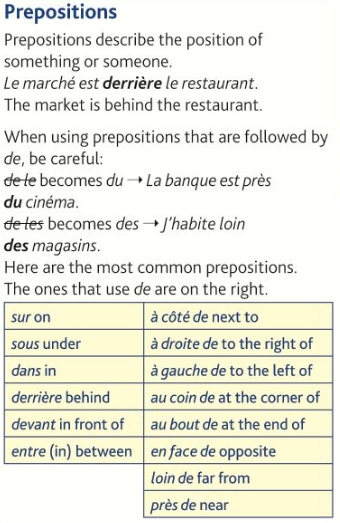 Prepositions
Prepositions describe the position of
something or someone.
Le marché est derrière le restaurant.
The market is behind the restaurant.
When using prepositions that are followed by
de, be careful:
de le becomes du → La banque est près
du cinéma.
de les becomes des → J'habite loin
des magasins.
Here are the most common prepositions.
The ones that use de are on the right.
sur on à côté de next to
sous under à droite de to the right of
dans in à gauche de to the left of
derrière behind au coin de at the corner of
devant in front of au bout de at the end of
entre (in) between en face de opposite
loin de far from
près de near